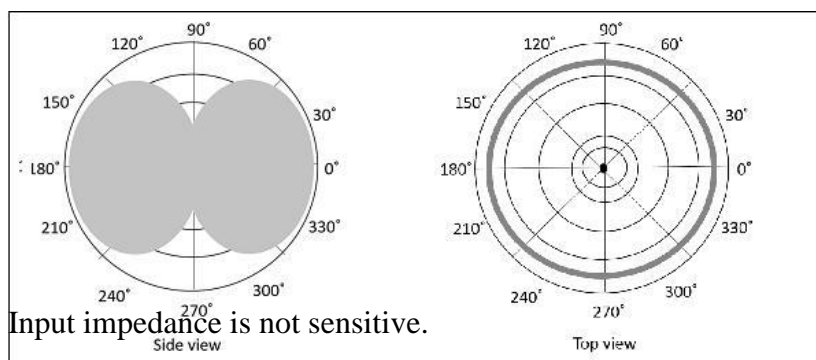 90° 90°
120° 60° 120° 60°
150° 30° 150° 30°
180° 0° 180° 0°
210° 330° 210° 330°
240° 300° 240° 300°
270° 270°
Input impedance is not sensitive.
Side view Top view